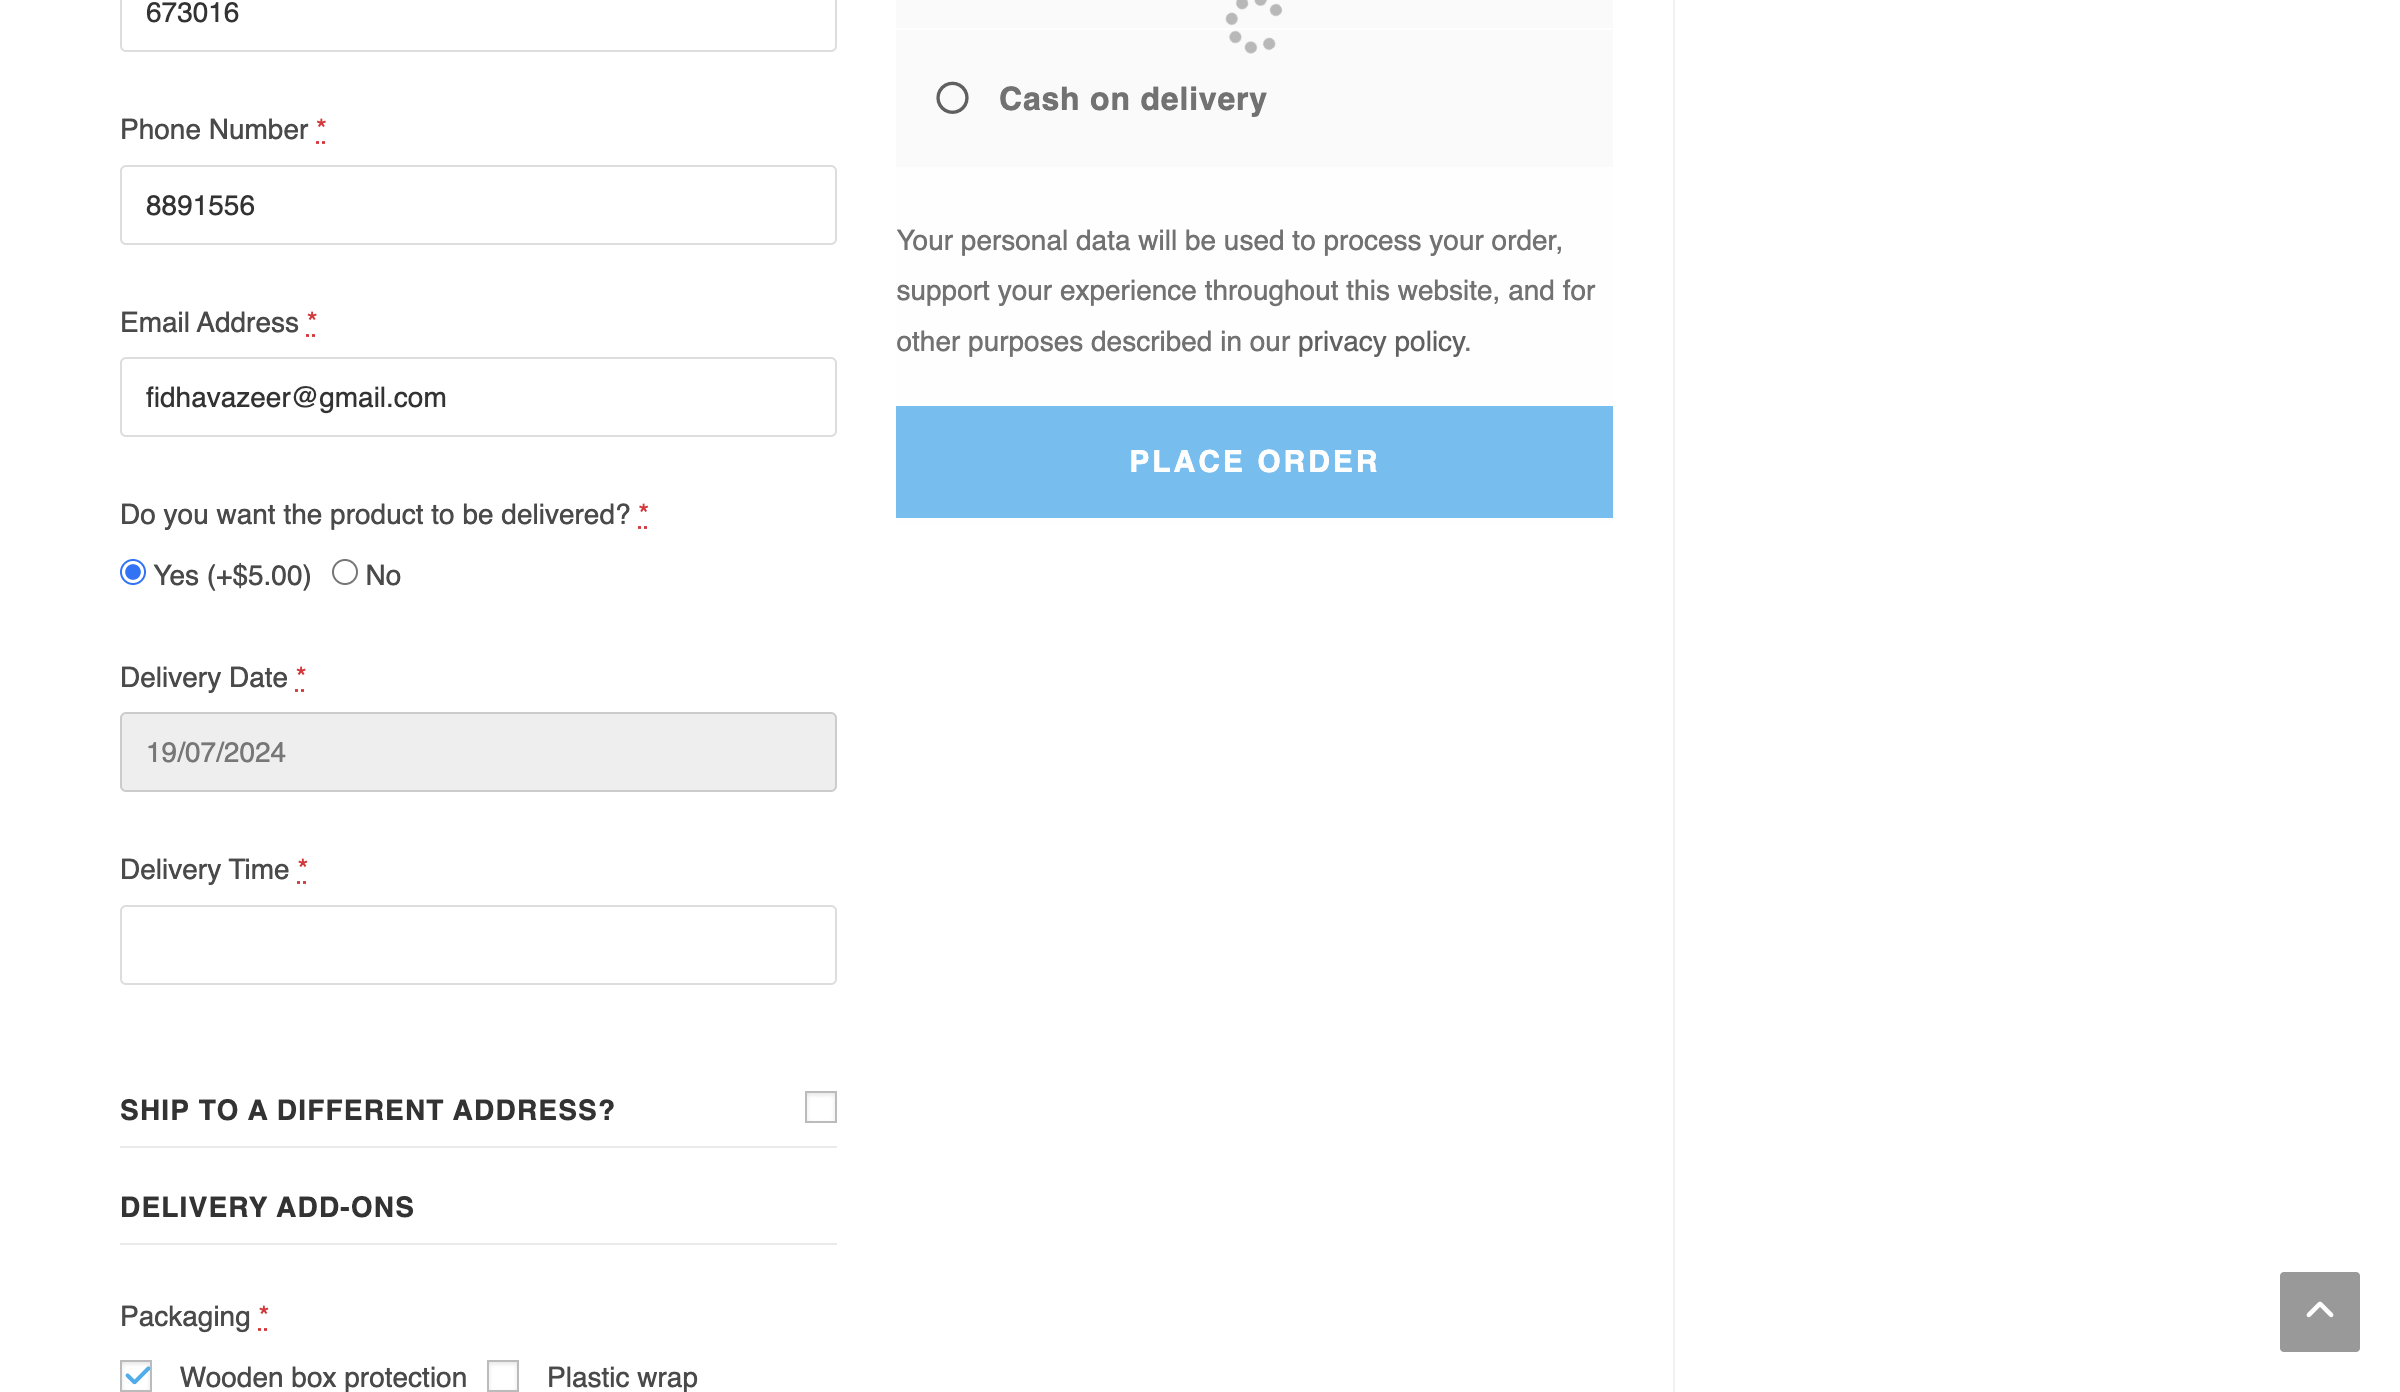 673016
Phone Number *
8891556
Email Address *
fidhavazeer@gmail.com
Do you want the product to be delivered? *
Yes (+$5.00) No
Delivery Date *
19/07/2024
Delivery Time *
SHIP TO A DIFFERENT ADDRESS?
DELIVERY ADD-ONS
Packaging *
Wooden box protection Plastic wrap
Cash on delivery
Your personal data will be used to process your order,
support your experience throughout this website, and for
other purposes described in our privacy policy.
PLACE ORDER